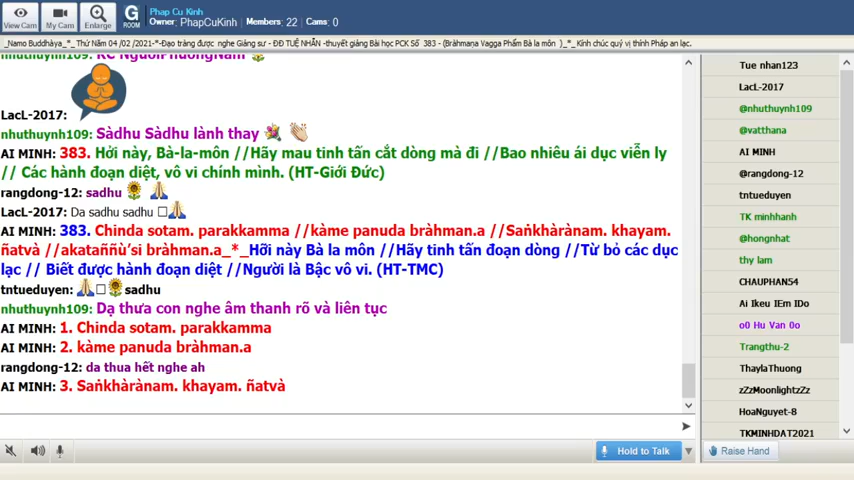 View Cam
My Cam
Enlarge
G
ROOM
Phap Cu Kinh
Owner: PhapCuKinh Members: 22 Cams: 0
_Namo Buddhàya_*_ Thứ Năm 04 /02 /2021-*-Đạo tràng được nghe Giảng sư - ĐĐ TUỆ NHẪN -thuyết giảng Bài học PCK Số 383 - (Bràhmaṇa Vagga Phẩm Bà la môn )_*_ Kính chúc quý vị thính Pháp an lạc.
RC NguoiPhuongNam
LacL-2017:
nhuthuynh109: Sàdhu Sàdhu lành thay
AI MINH: 383. Hởi này, Bà-la-môn //Hãy mau tinh tấn cắt dòng mà đi //Bao nhiêu ái dục viễn ly
// Các hành đoạn diệt, vô vi chính mình. (HT-Giới Đức)
rangdong-12: sadhu
LacL-2017: Da sadhu sadhu
AI MINH: 383. Chinda sotam. parakkamma //kàme panuda bràhman.a //Saṅkhàrànam. khayam.
ñatvà //akataññù’si bràhman.a_*_Hỡi này Bà la môn //Hãy tinh tấn đoạn dòng //Từ bỏ các dục
lạc // Biết được hành đoạn diệt //Người là Bậc vô vi. (HT-TMC)
tntueduyen: sadhu
nhuthuynh109: Dạ thưa con nghe âm thanh rõ và liên tục
AI MINH: 1. Chinda sotam. parakkamma
AI MINH: 2. kàme panuda bràhman.a
rangdong-12: da thua hết nghe ah
AI MINH: 3. Saṅkhàrànam. khayam. ñatvà
Hold to Talk
Raise Hand
Tue nhan123
LacL-2017
@nhuthuynh109
@vatthana
AI MINH
@rangdong-12
tntueduyen
TK minhhanh
@hongnhat
thy lam
CHAUPHAN54
Ai lkeu IEm IDo
o0 Hu Van 0o
Trangthu-2
ThaylaThuong
zZzMoonlightzZz
HoaNguyet-8
TKMINHDAT2021